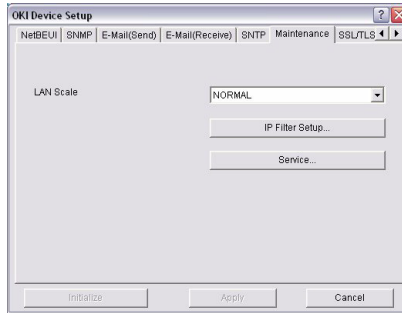 OKI Device Setup
NetBEUI SNMP E-Mail(Send) E-Mail(Receive) SNTP Maintenance SSL/TLS
LAN Scale NORMAL
IP Filter Setup...
Service...
Initialize Apply Cancel